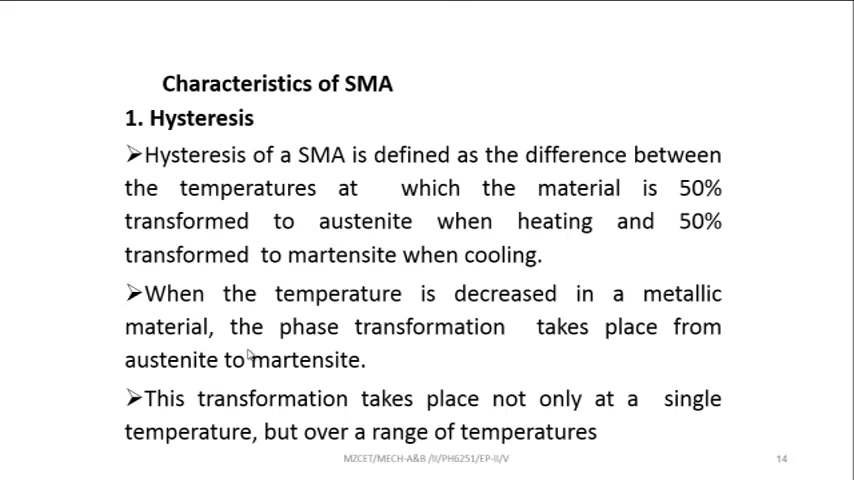 Characteristics of SMA
1. Hysteresis
➢Hysteresis of a SMA is defined as the difference between
the temperatures at which the material is 50%
transformed to austenite when heating and 50%
transformed to martensite when cooling.
➢When the temperature is decreased in a metallic
material, the phase transformation takes place from
austenite to martensite.
➢This transformation takes place not only at a single
temperature, but over a range of temperatures
MZCET/MECH-A&B /II/PH6251/EP-II/V
14